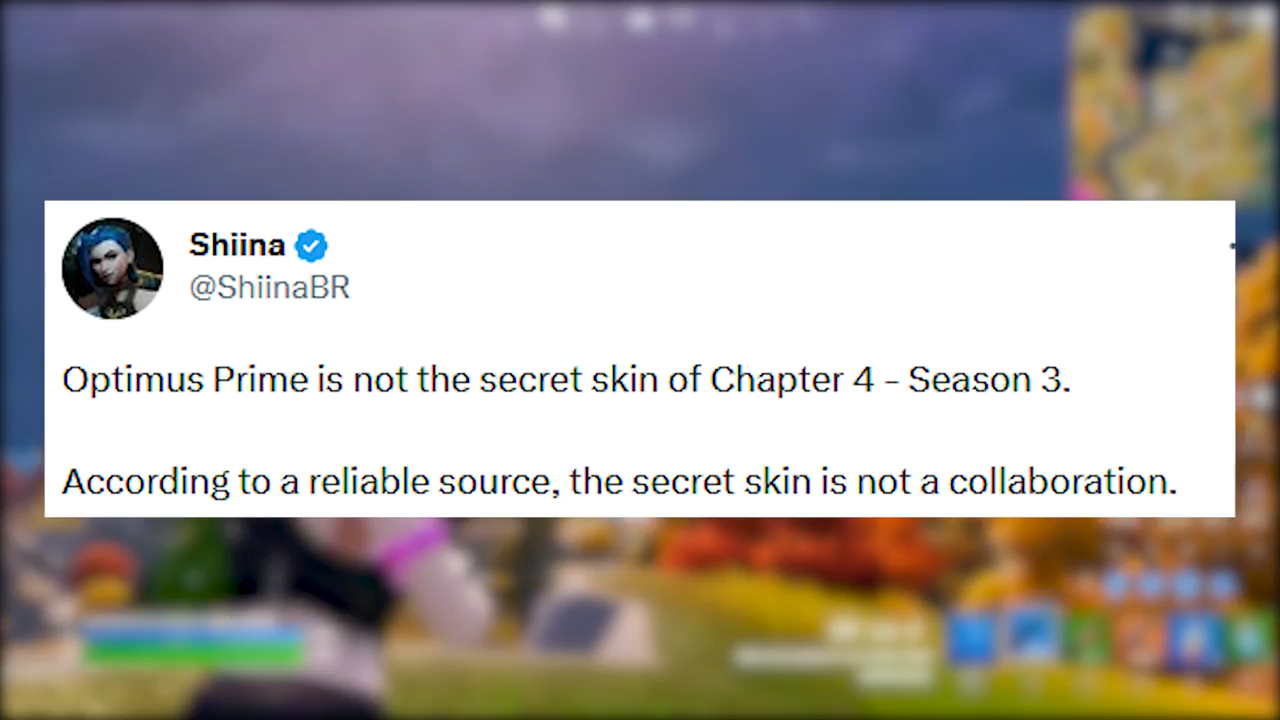 Shiina
@ShiinaBR
Optimus Prime is not the secret skin of Chapter 4 - Season 3.
According to a reliable source, the secret skin is not a collaboration.